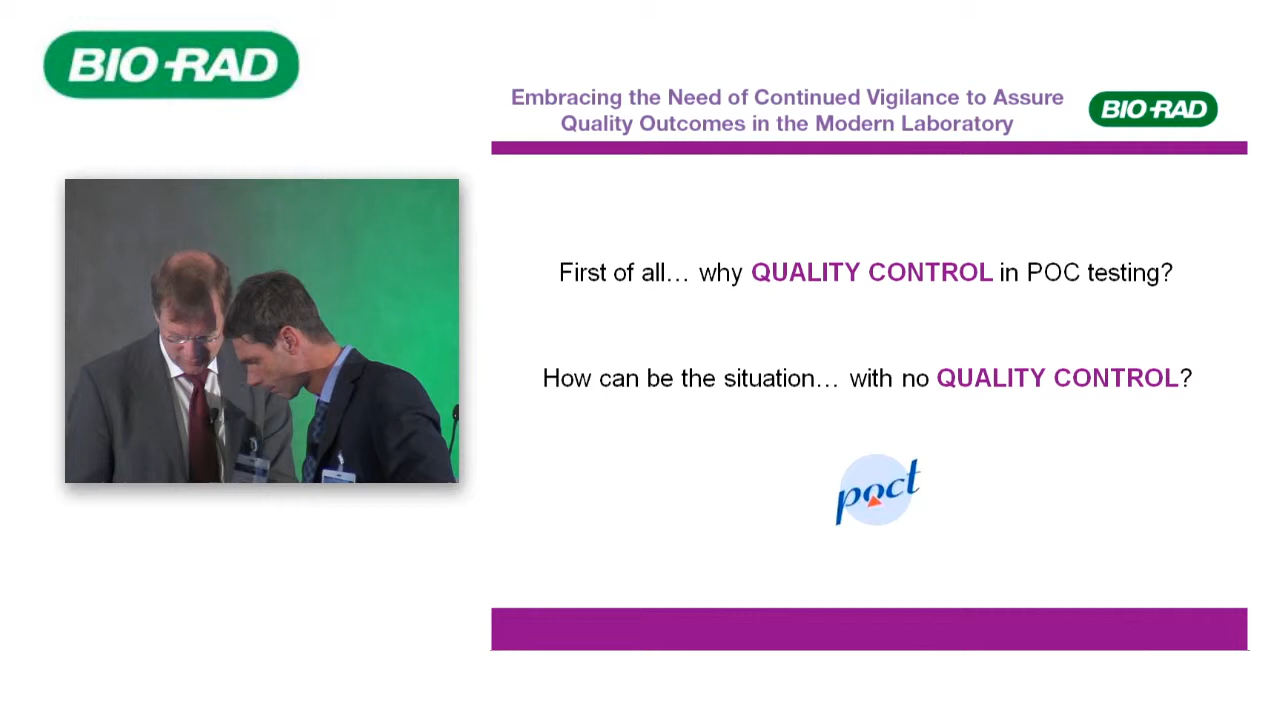 BIO-RAD
Embracing the Need of Continued Vigilance to Assure
Quality Outcomes in the Modern Laboratory
BIO-RAD
First of all… why QUALITY CONTROL in POC testing?
How can be the situation… with no QUALITY CONTROL?
poct